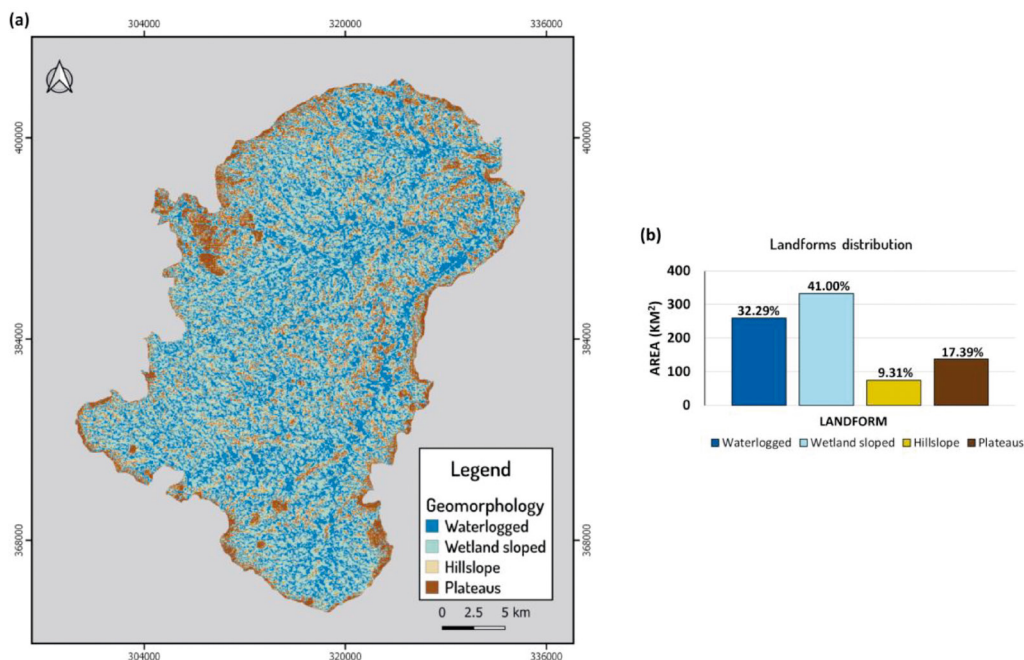 (a)
304000 320000 336000
400000 400000
384000 384000
368000 368000
Legend
Geomorphology
Waterlogged
Wetland sloped
Hillslope
Plateaus
0 2.5 5 km
304000 320000 336000
(b)
Landforms distribution
AREA (KM²)
400
300
200
100
0
32.29%
41.00%
9.31%
17.39%
LANDFORM
Waterlogged Wetland sloped Hillslope Plateaus